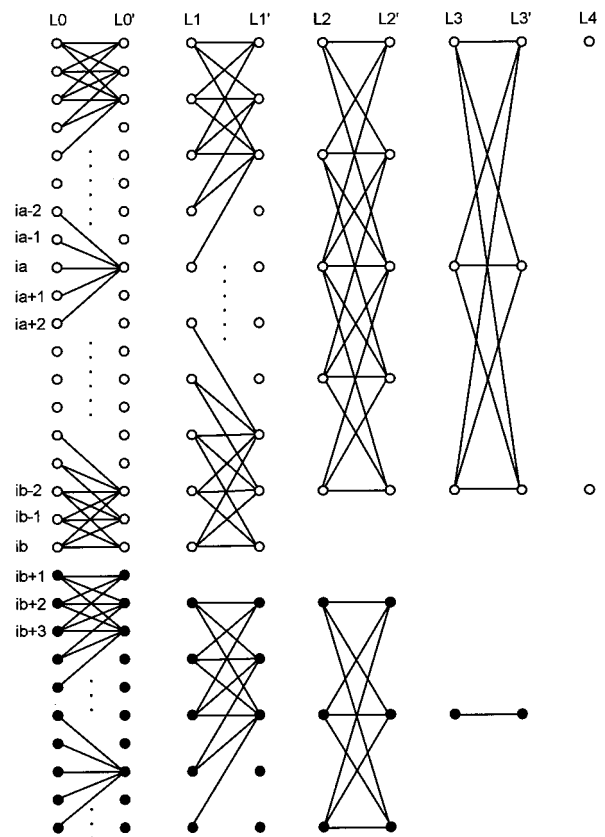 L0 L0' L1 L1' L2 L2' L3 L3' L4
ia-2
ia-1
ia
ia+1
ia+2
ib-2
ib-1
ib
ib+1
ib+2
ib+3